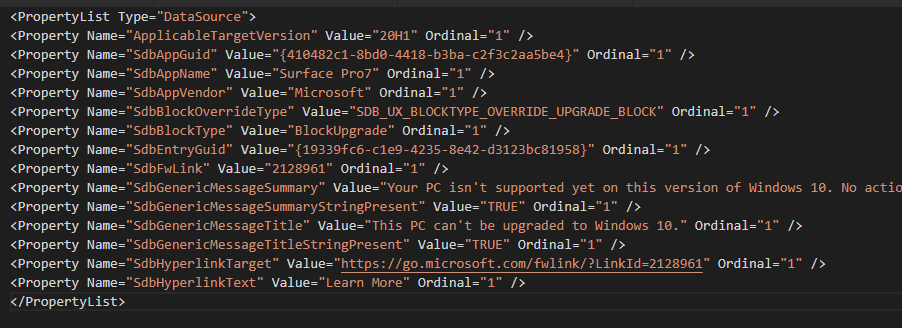 <PropertyList Type="DataSource">
<Property Name="ApplicableTargetVersion" Value="20H1" Ordinal="1" />
<Property Name="SdbAppGuid" Value="{410482c1-8bd0-4418-b3ba-c2f3c2aa5be4}" Ordinal="1" />
<Property Name="SdbAppName" Value="Surface Pro7" Ordinal="1" />
<Property Name="SdbAppVendor" Value="Microsoft" Ordinal="1" />
<Property Name="SdbBlockOverrideType" Value="SDB_UX_BLOCKTYPE_OVERRIDE_UPGRADE_BLOCK" Ordinal="1" />
<Property Name="SdbBlockType" Value="BlockUpgrade" Ordinal="1" />
<Property Name="SdbEntryGuid" Value="{19339fc6-c1e9-4235-8e42-d3123bc81958}" Ordinal="1" />
<Property Name="SdbFwLink" Value="2128961" Ordinal="1" />
<Property Name="SdbGenericMessageSummary" Value="Your PC isn't supported yet on this version of Windows 10. No actio
<Property Name="SdbGenericMessageSummaryStringPresent" Value="TRUE" Ordinal="1" />
<Property Name="SdbGenericMessageTitle" Value="This PC can't be upgraded to Windows 10." Ordinal="1" />
<Property Name="SdbGenericMessageTitleStringPresent" Value="TRUE" Ordinal="1" />
<Property Name="SdbHyperlinkTarget" Value="https://go.microsoft.com/fwlink/?LinkId=2128961" Ordinal="1" />
<Property Name="SdbHyperlinkText" Value="Learn More" Ordinal="1" />
</PropertyList>